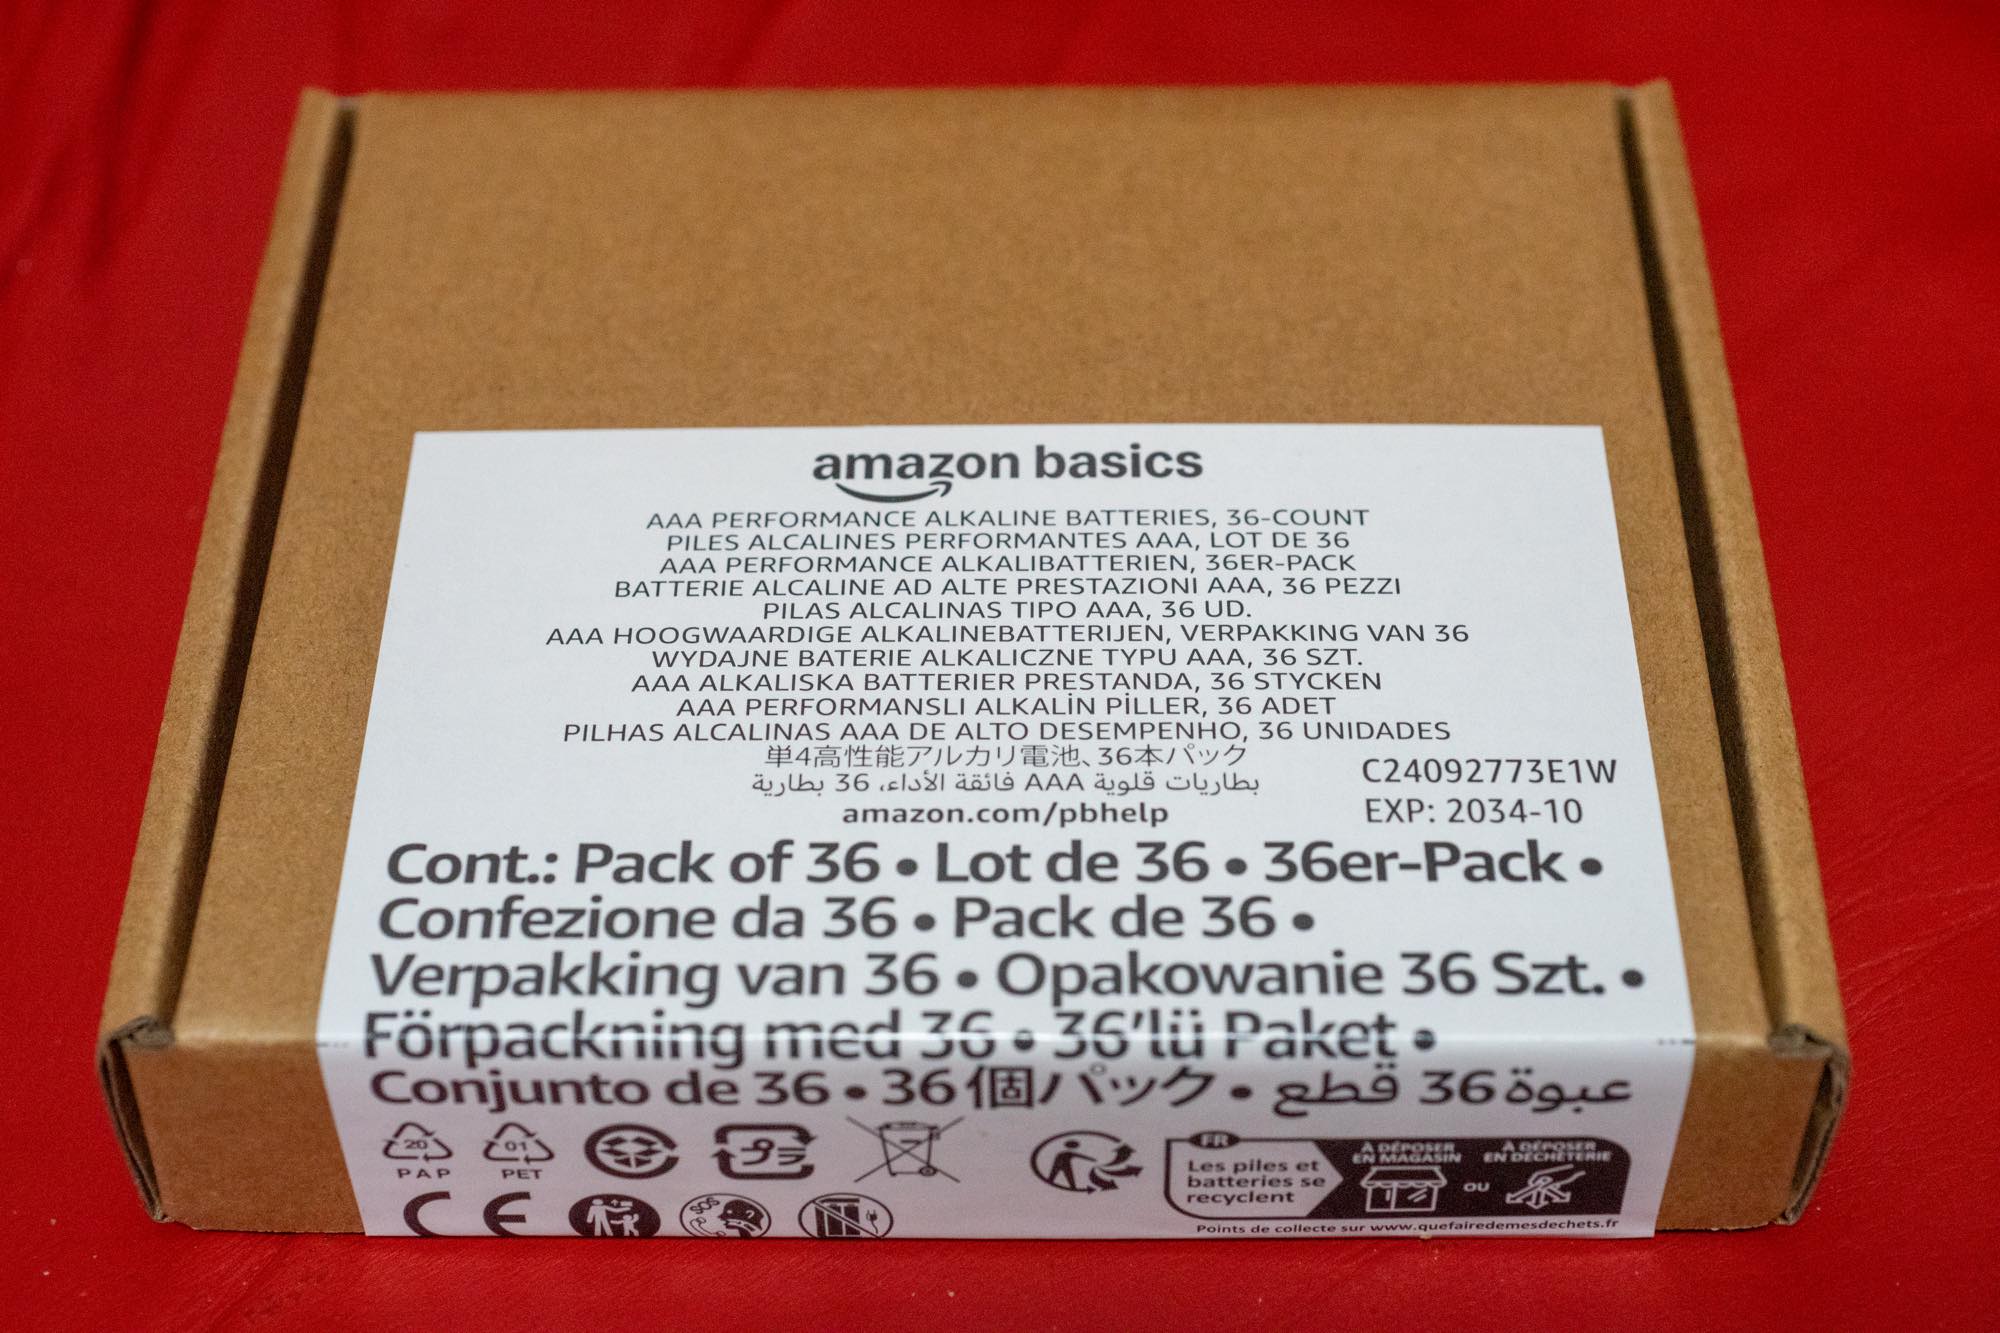 amazon basics
AAA PERFORMANCE ALKALINE BATTERIES, 36-COUNT
PILES ALCALINES PERFORMANTES AAA, LOT DE 36
AAA PERFORMANCE ALKALIBATTERIEN, 36ER-PACK
BATTERIE ALCALINE AD ALTE PRESTAZIONI AAA, 36 PEZZI
PILAS ALCALINAS TIPO AAA, 36 UD.
AAA HOOGWAARDIGE ALKALINEBATTERIJEN, VERPAKKING VAN 36
WYDAJNE BATERIE ALKALICZNE TYPU AAA, 36 SZT.
AAA ALKALISKA BATTERIER PRESTANDA, 36 STYCKEN
AAA PERFORMANSLI ALKALİN PİLLER, 36 ADET
PILHAS ALCALINAS AAA DE ALTO DESEMPENHO, 36 UNIDADES
単4高性能アルカリ電池、36本パック
بطاريات قلوية AAA فائقة الأداء، 36 بطارية
amazon.com/pbhelp
C24092773E1W
EXP: 2034-10
Cont.: Pack of 36 • Lot de 36 • 36er-Pack •
Confezione da 36 • Pack de 36 •
Verpakking van 36 • Opakowanie 36 Szt. •
Förpackning med 36 • 36'lü Paket •
Conjunto de 36 • 36個パック • عبوة 36 قطع
20
PAP
01
PET
プラ
CE
SOS
?
FR
Les piles et
batteries se
recyclent
À DÉPOSER
EN MAGASIN
OU
À DÉPOSER
EN DÉCHÈTERIE
Points de collecte sur www.quefairedemesdechets.fr